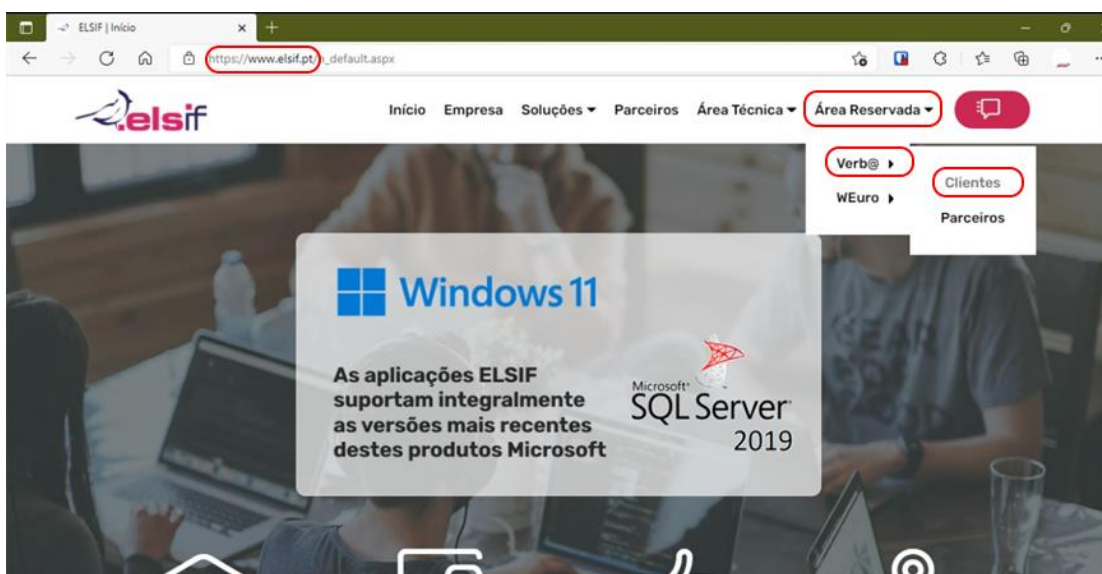 ELSIF | Início
https://www.elsif.pt/n_default.aspx
elsif
Início Empresa Soluções Parceiros Área Técnica Área Reservada
Verb@
WEuro
Clientes
Parceiros
Windows 11
As aplicações ELSIF
suportam integralmente
as versões mais recentes
destes produtos Microsoft
Microsoft
SQL Server
2019
GEAR